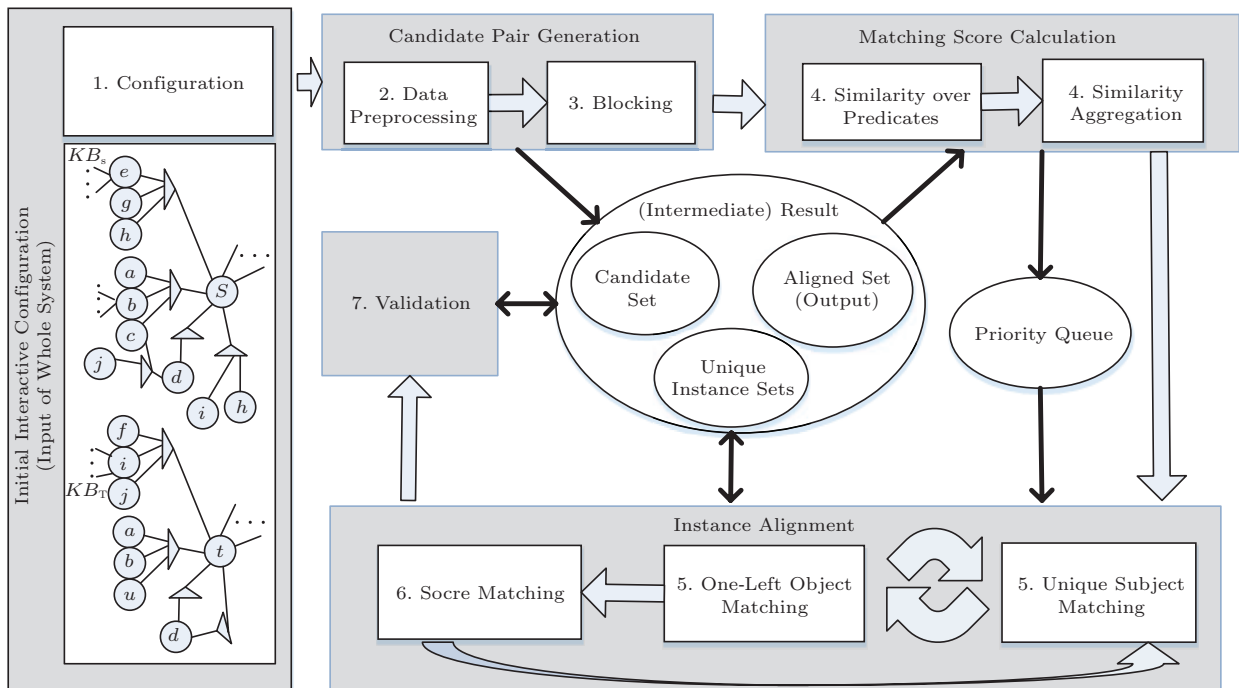 Initial Interactive Configuration
(Input of Whole System)
1. Configuration
KBs
e
g
h
a
b
c
S
j
d
i
h
f
i
KBT
j
a
b
u
t
d
Candidate Pair Generation
2. Data
Preprocessing
3. Blocking
Matching Score Calculation
4. Similarity over
Predicates
4. Similarity
Aggregation
(Intermediate) Result
Candidate
Set
Aligned Set
(Output)
Unique
Instance Sets
7. Validation
Priority Queue
Instance Alignment
6. Socre Matching
5. One-Left Object
Matching
5. Unique Subject
Matching